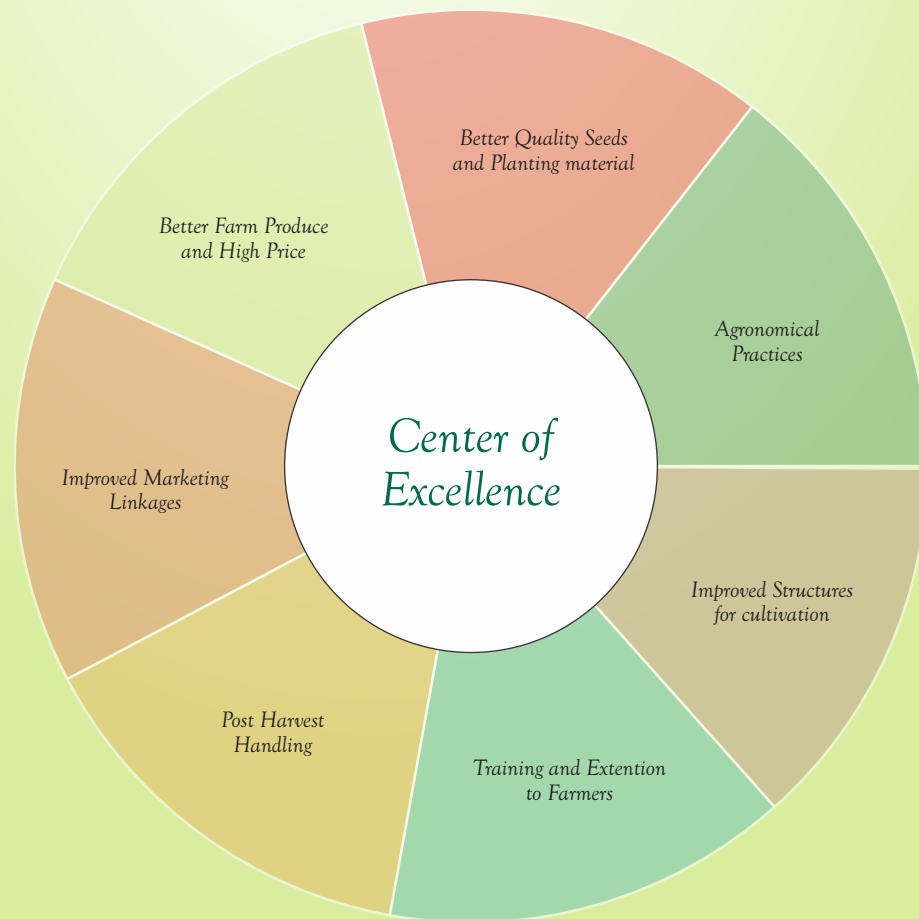 Better Quality Seeds
and Planting material
Agronomical
Practices
Improved Structures
for cultivation
Training and Extention
to Farmers
Post Harvest
Handling
Improved Marketing
Linkages
Better Farm Produce
and High Price
Center of
Excellence